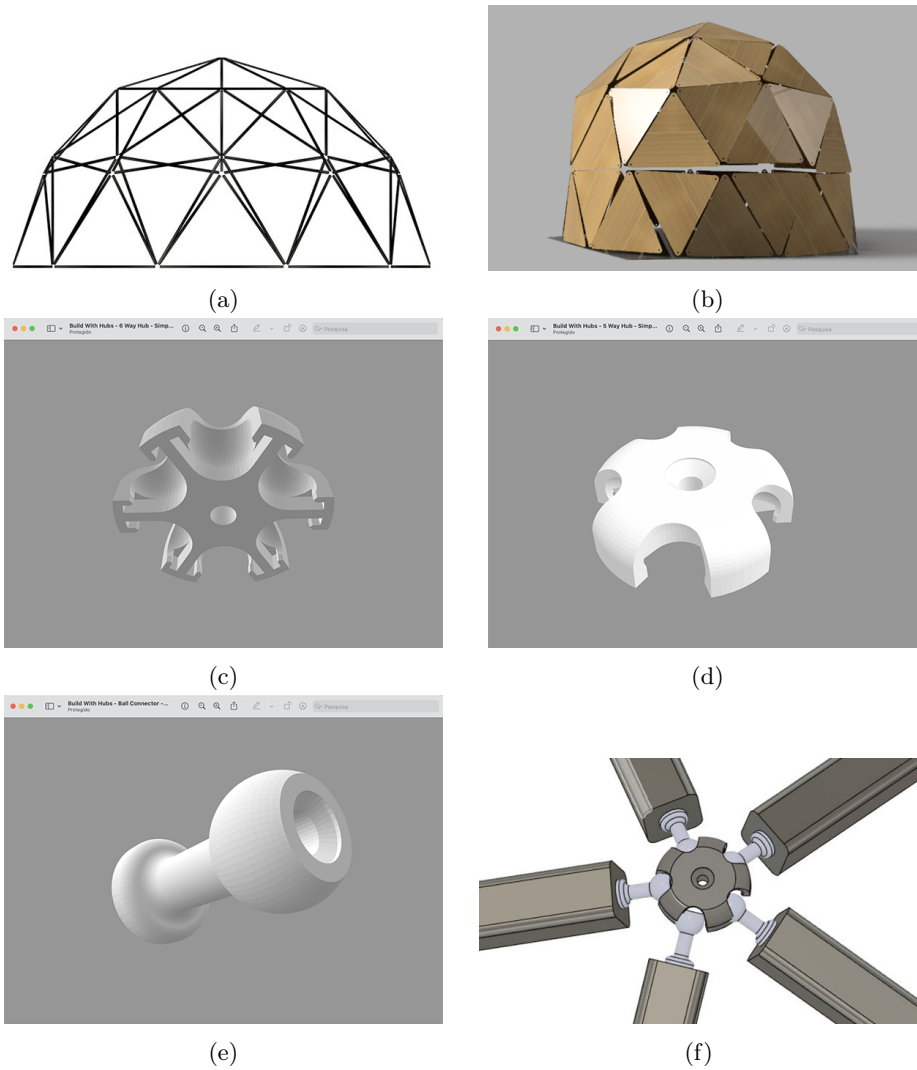 (a)
(b)
Build With Hubs - 6 Way Hub - Simp...
Protegido
Pesquisa
Build With Hubs - 5 Way Hub - Simp...
Protegido
Pesquisa
(c)
(d)
Build With Hubs - Ball Connector -...
Protegido
Pesquisa
(e)
(f)